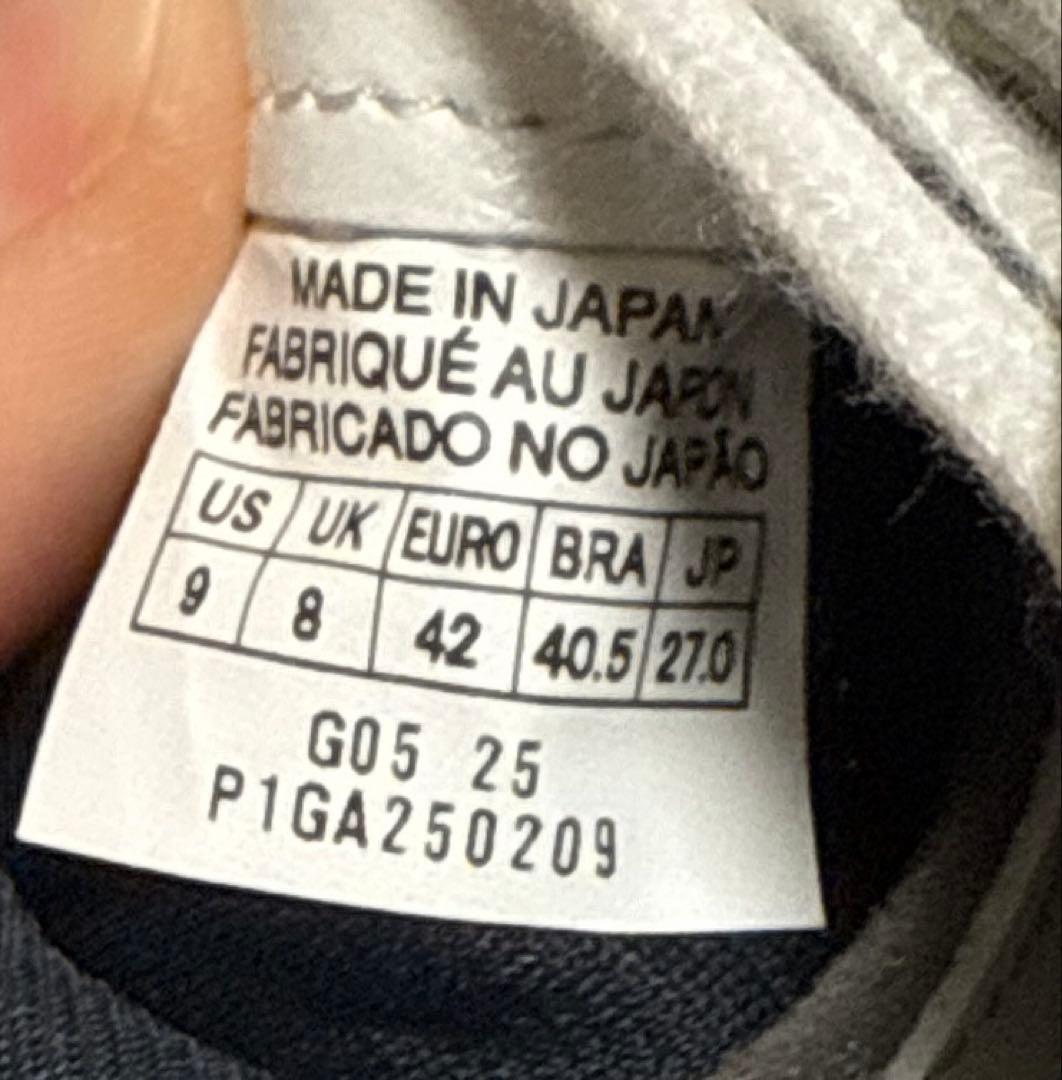 MADE IN JAPAN
FABRIQUÉ AU JAPON
FABRICADO NO JAPÃO
US UK EURO BRA JP
9 8 42 40.5 27.0
G05 25
P1GA250209